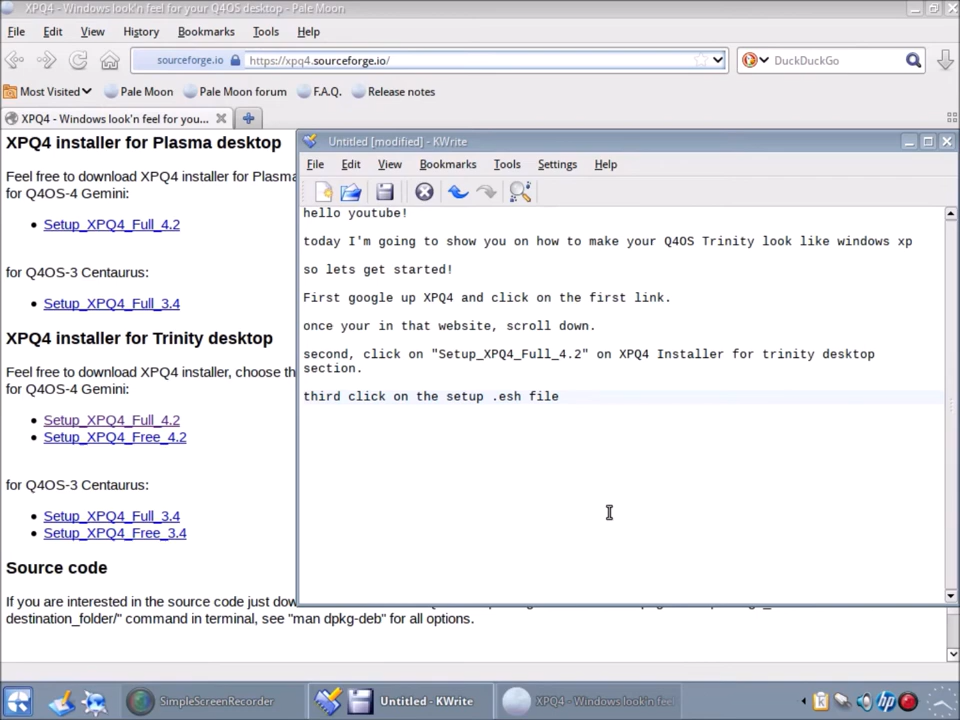 XPQ4 - Windows look'n feel for your Q4OS desktop - Pale Moon
File Edit View History Bookmarks Tools Help
sourceforge.io https://xpq4.sourceforge.io/ DuckDuckGo
Most Visited Pale Moon Pale Moon forum F.A.Q. Release notes
XPQ4 - Windows look'n feel for you...
XPQ4 installer for Plasma desktop
Feel free to download XPQ4 installer for Plasma
for Q4OS-4 Gemini:
Setup_XPQ4_Full_4.2
for Q4OS-3 Centaurus:
Setup_XPQ4_Full_3.4
XPQ4 installer for Trinity desktop
Feel free to download XPQ4 installer, choose th
for Q4OS-4 Gemini:
Setup_XPQ4_Full_4.2
Setup_XPQ4_Free_4.2
for Q4OS-3 Centaurus:
Setup_XPQ4_Full_3.4
Setup_XPQ4_Free_3.4
Source code
If you are interested in the source code just dow
destination_folder/" command in terminal, see "man dpkg-deb" for all options.
Untitled [modified] - KWrite
File Edit View Bookmarks Tools Settings Help
hello youtube!
today I'm going to show you on how to make your Q4OS Trinity look like windows xp
so lets get started!
First google up XPQ4 and click on the first link.
once your in that website, scroll down.
second, click on "Setup_XPQ4_Full_4.2" on XPQ4 Installer for trinity desktop
section.
third click on the setup .esh file
SimpleScreenRecorder Untitled - KWrite XPQ4 - Windows look'n feel hp